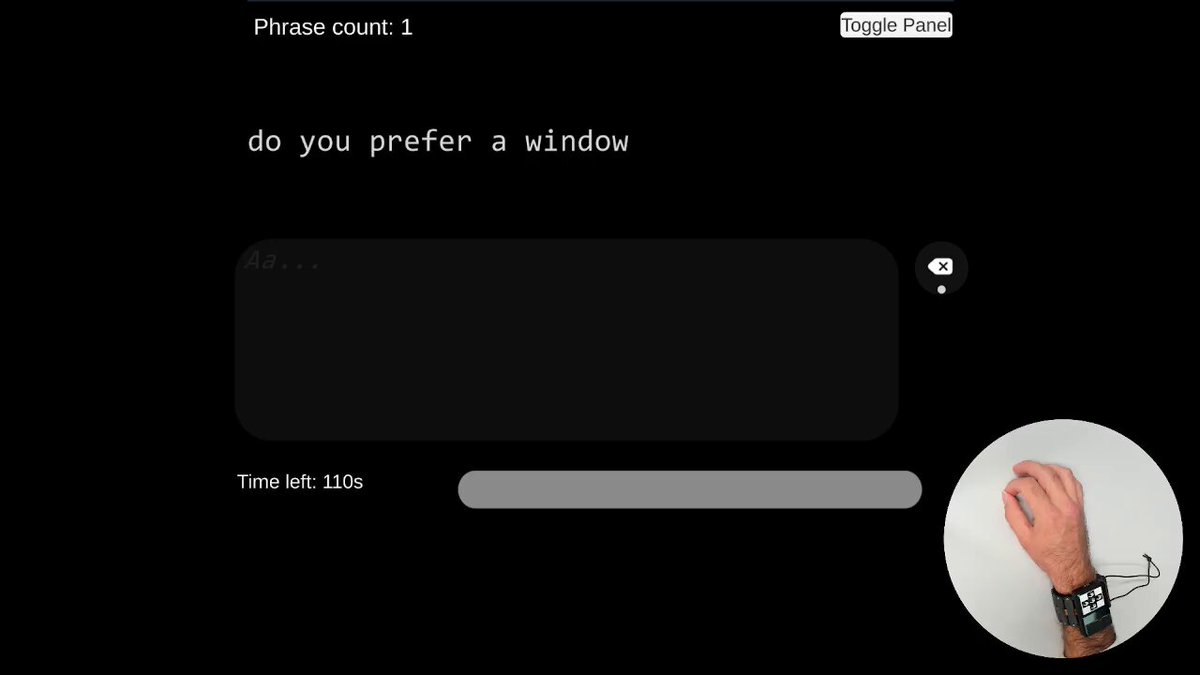 Phrase count: 1
Toggle Panel
do you prefer a window
Aa...
Time left: 110s